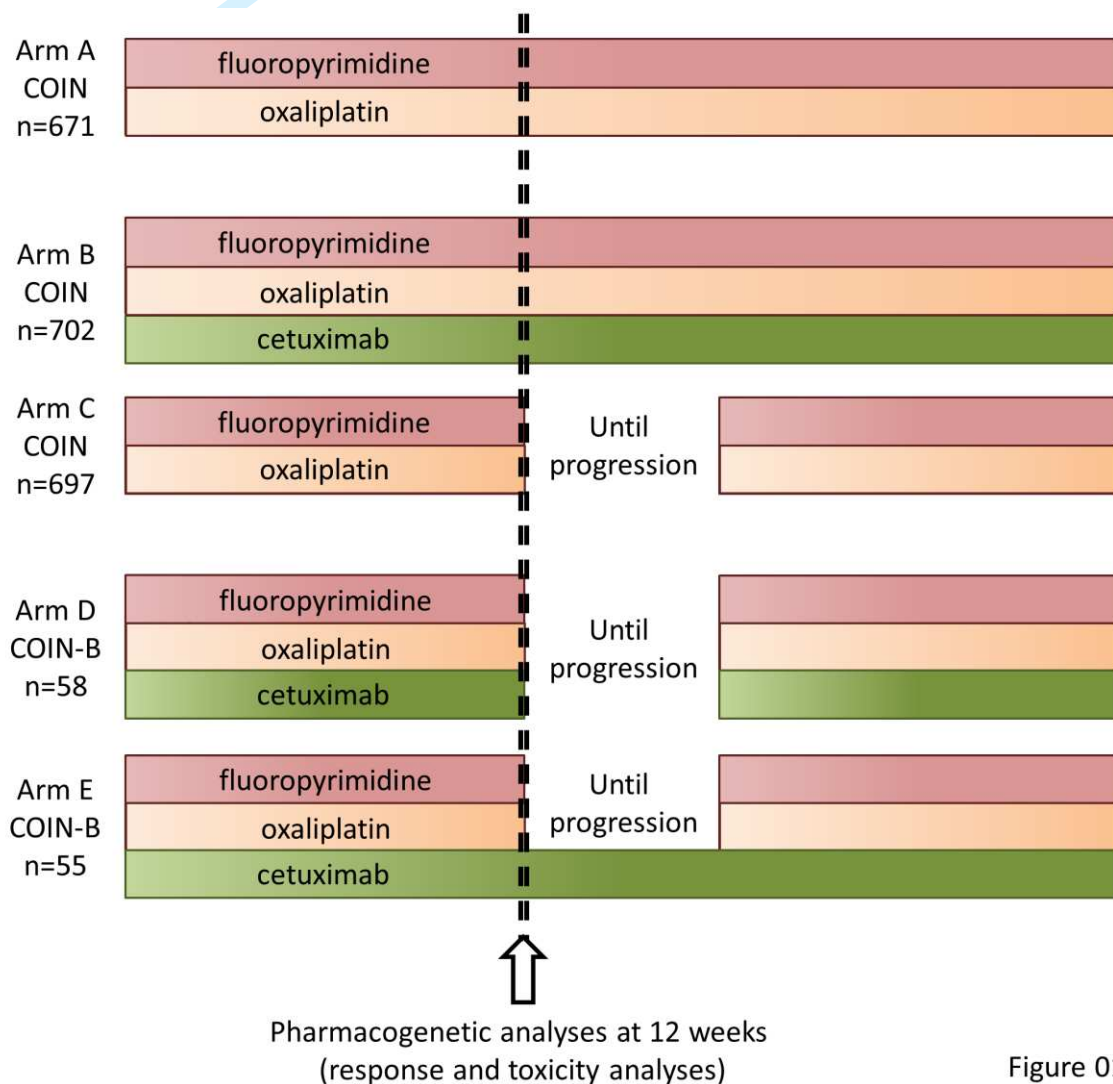 Arm A
COIN
n=671
fluoropyrimidine
oxaliplatin
Arm B
COIN
n=702
fluoropyrimidine
oxaliplatin
cetuximab
Arm C
COIN
n=697
fluoropyrimidine
oxaliplatin
Until
progression
Arm D
COIN-B
n=58
fluoropyrimidine
oxaliplatin
cetuximab
Until
progression
Arm E
COIN-B
n=55
fluoropyrimidine
oxaliplatin
cetuximab
Until
progression
Pharmacogenetic analyses at 12 weeks
(response and toxicity analyses)
Figure 0